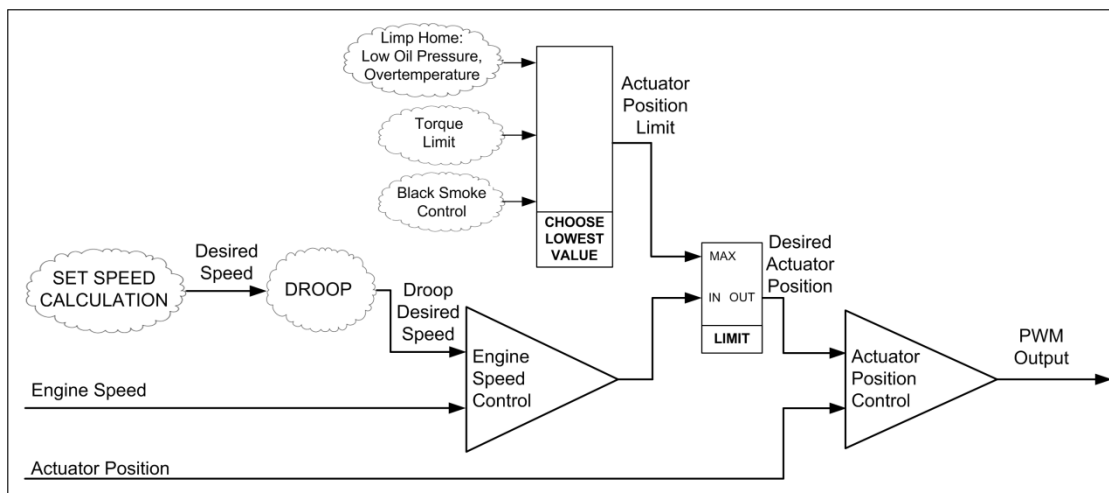 Limp Home:
Low Oil Pressure,
Overtemperature
Torque
Limit
Black Smoke
Control
CHOOSE
LOWEST
VALUE
Actuator
Position
Limit
SET SPEED
CALCULATION
Desired
Speed
DROOP
Droop
Desired
Speed
Engine
Speed
Control
MAX
IN OUT
LIMIT
Desired
Actuator
Position
Actuator
Position
Control
PWM
Output
Engine Speed
Actuator Position